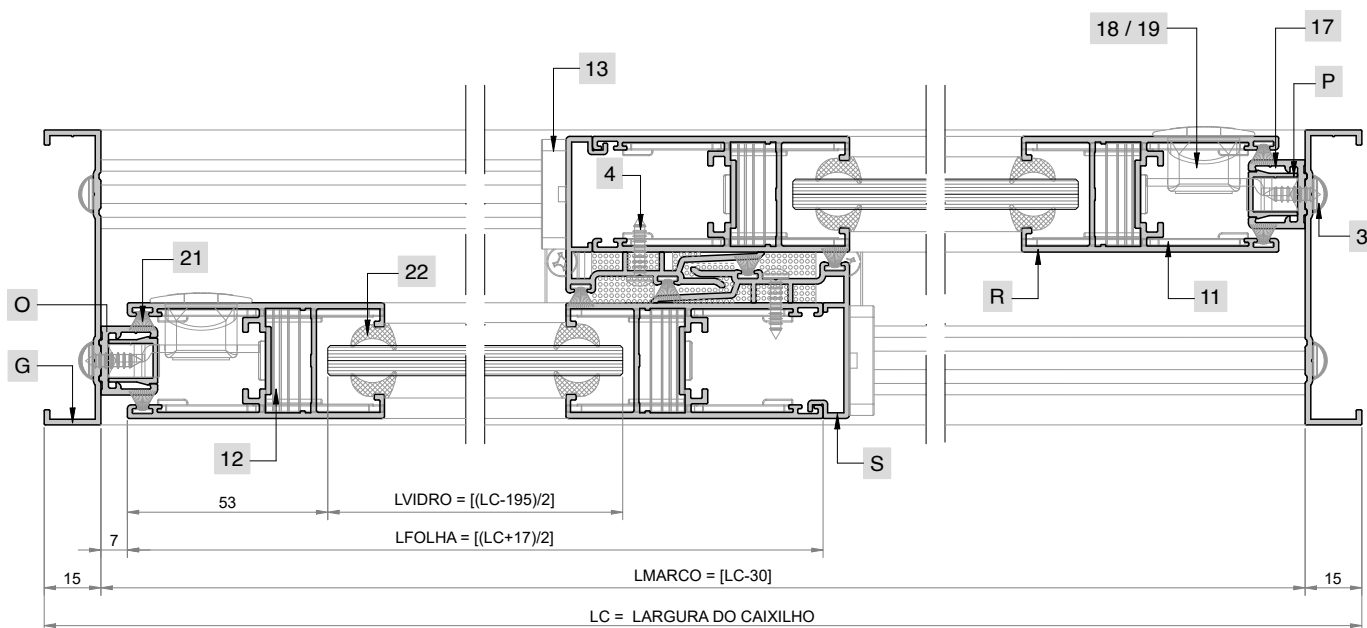 18 / 19
17
13
P
4
3
21
22
O
R
11
G
12
S
53
LVIDRO = [(LC-195)/2]
7
LFOLHA = [(LC+17)/2]
15
LMARCO = [LC-30]
15
LC = LARGURA DO CAIXILHO